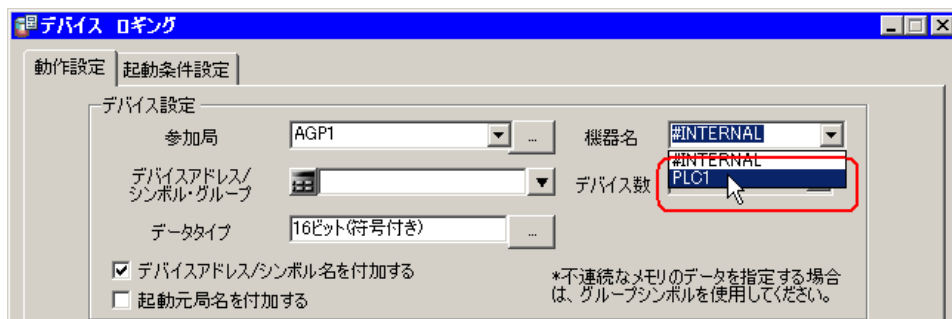 デバイス ロギング
動作設定 起動条件設定
デバイス設定
参加局 AGP1 ... 機器名 #INTERNAL
#INTERNAL
デバイスアドレス/
シンボル・グループ
デバイス数 PLC1
データタイプ 16ビット(符号付き) ...
デバイスアドレス/シンボル名を付加する
起動元局名を付加する
*不連続なメモリのデータを指定する場合
は、グループシンボルを使用してください。